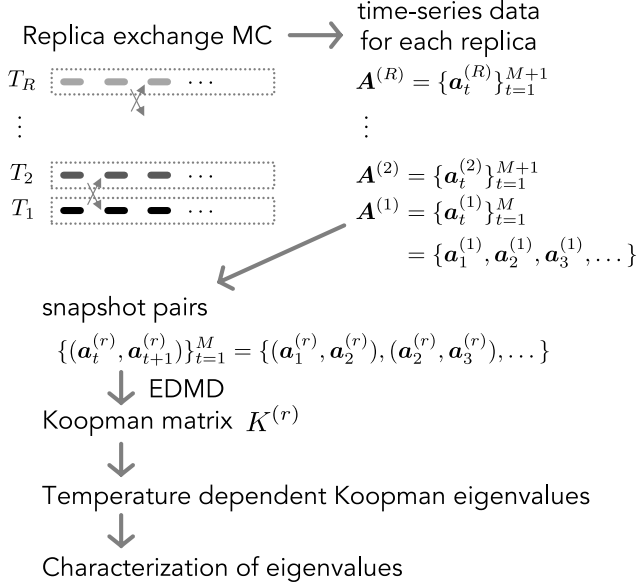 Replica exchange MC
time-series data
for each replica
T_R ...
A^{(R)} = {a_t^{(R)}}_{t=1}^{M+1}
⋮
⋮
T_2 ...
A^{(2)} = {a_t^{(2)}}_{t=1}^{M+1}
T_1 ...
A^{(1)} = {a_t^{(1)}}_{t=1}^{M}
= {a_1^{(1)}, a_2^{(1)}, a_3^{(1)}, ...}
snapshot pairs
{(a_t^{(r)}, a_{t+1}^{(r)})}_{t=1}^{M} = {(a_1^{(r)}, a_2^{(r)}), (a_2^{(r)}, a_3^{(r)}), ...}
EDMD
Koopman matrix K^{(r)}
Temperature dependent Koopman eigenvalues
Characterization of eigenvalues